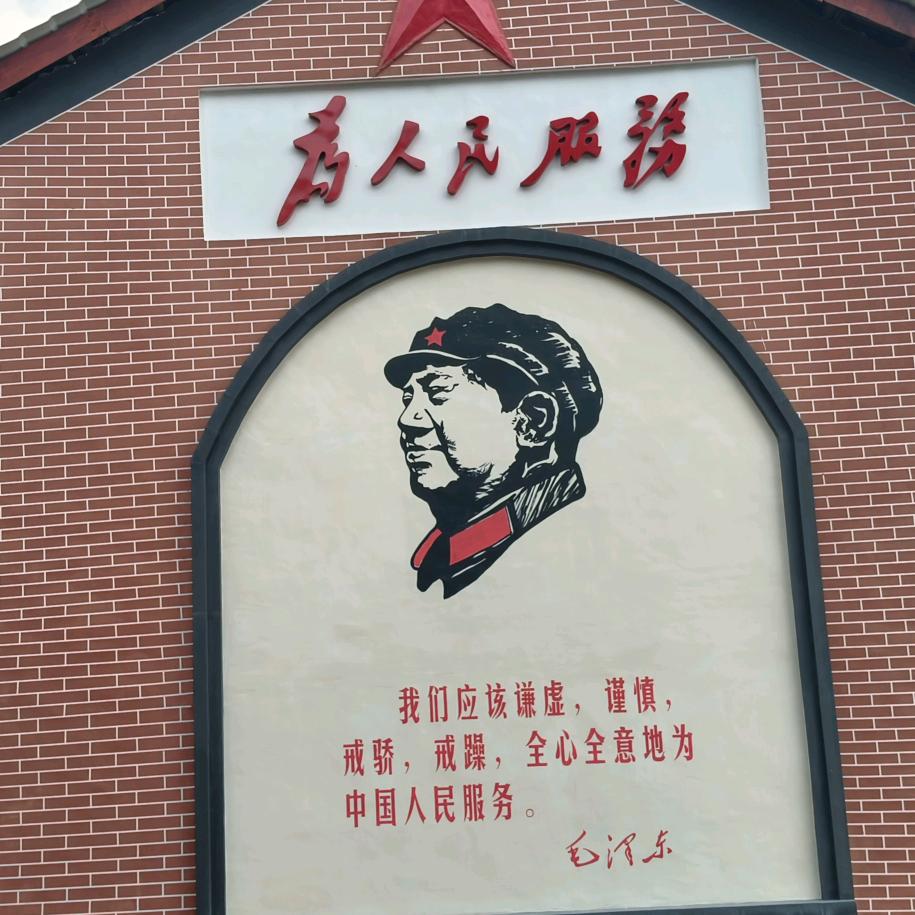 为人民服務
我们应该谦虚，谨慎，
戒骄，戒躁，全心全意地为
中国人民服务。
毛泽东